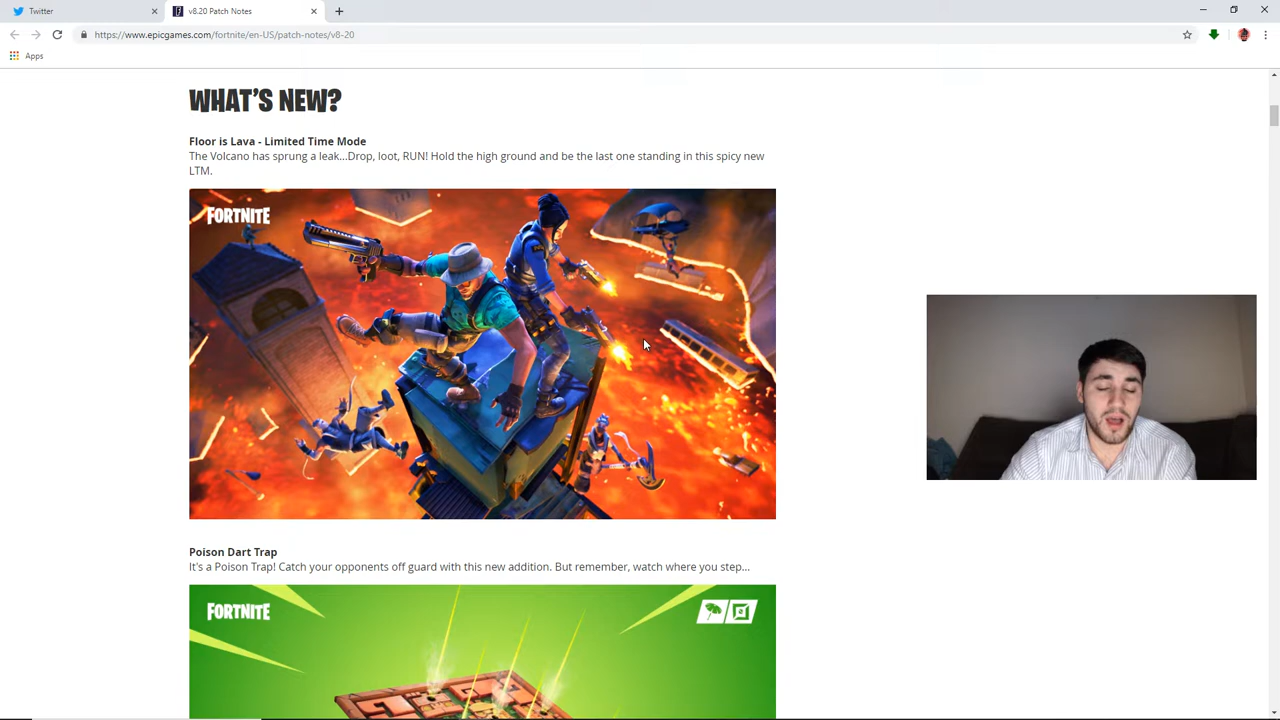 Twitter
v8.20 Patch Notes
https://www.epicgames.com/fortnite/en-US/patch-notes/v8-20
Apps
WHAT'S NEW?
Floor is Lava - Limited Time Mode
The Volcano has sprung a leak...Drop, loot, RUN! Hold the high ground and be the last one standing in this spicy new
LTM.
FORTNITE
Poison Dart Trap
It's a Poison Trap! Catch your opponents off guard with this new addition. But remember, watch where you step...
FORTNITE